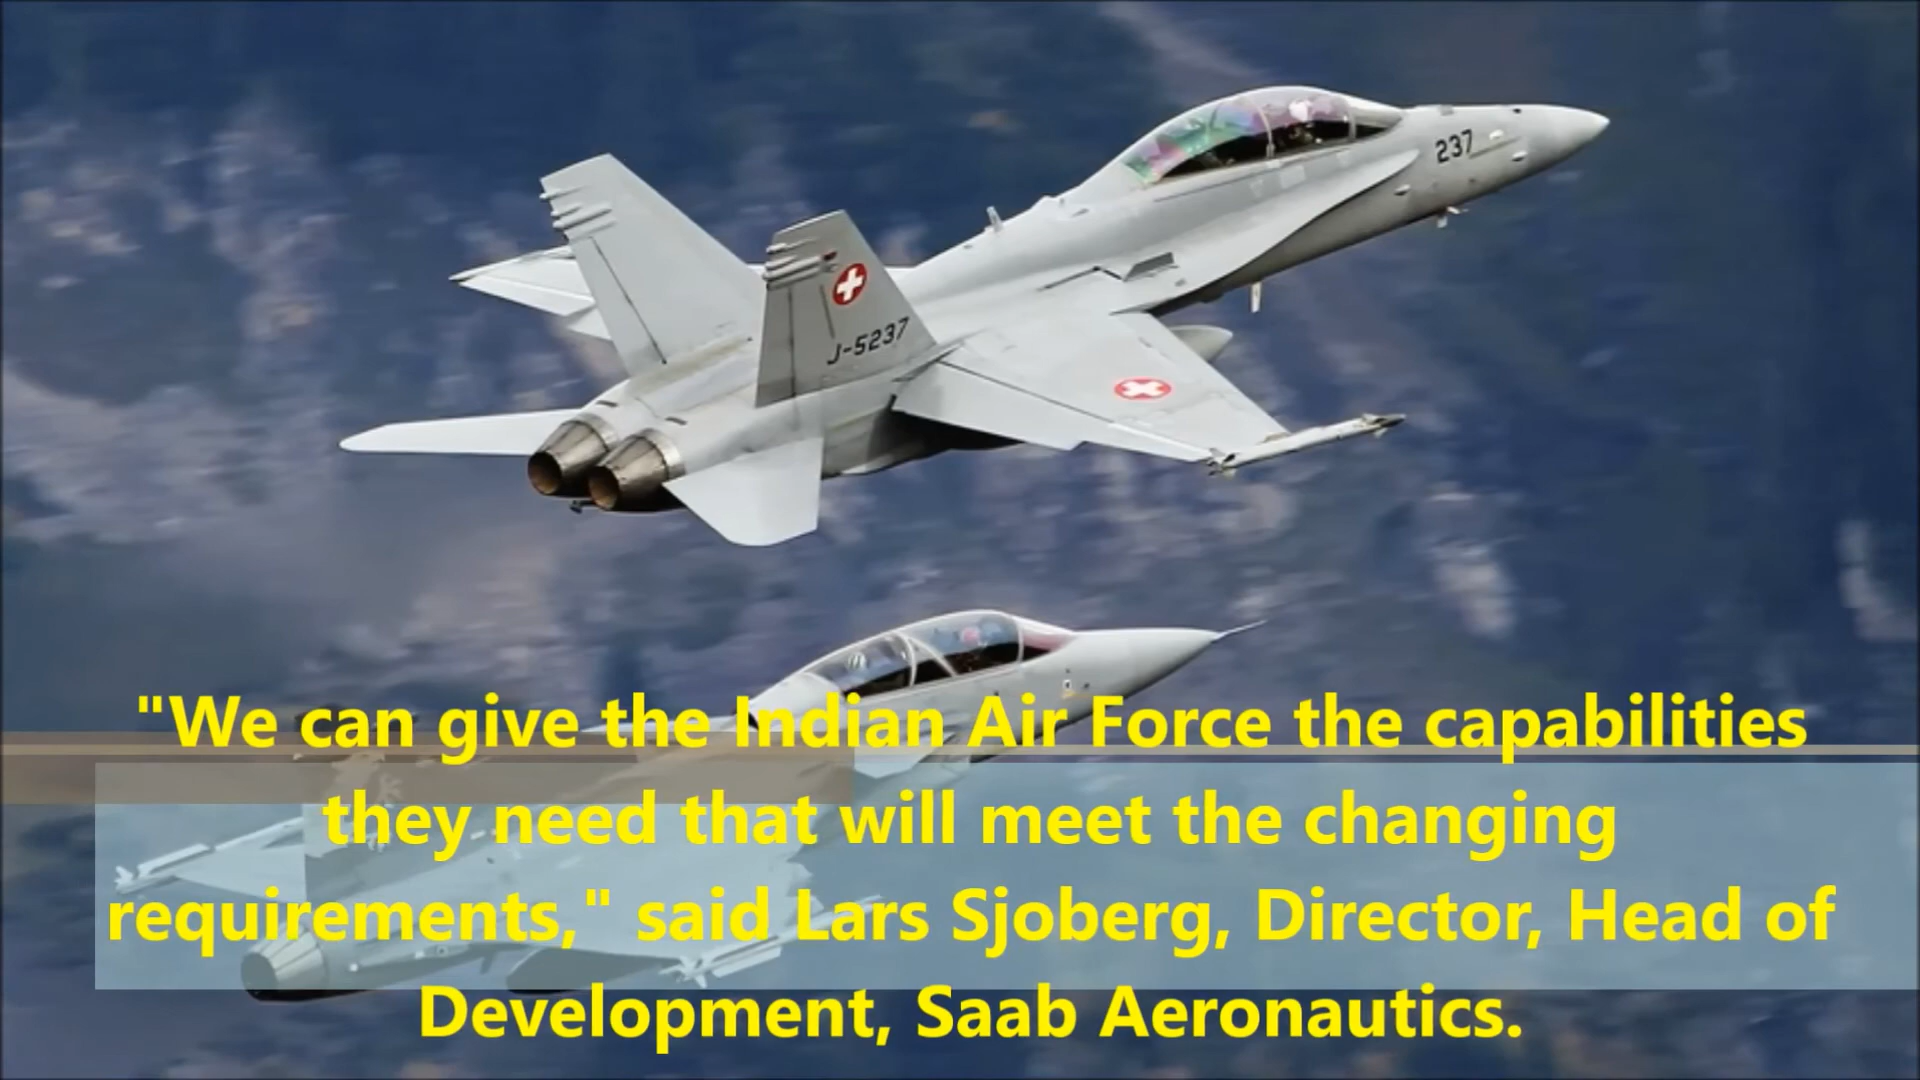 237
J-5237
"We can give the Indian Air Force the capabilities
they need that will meet the changing
requirements," said Lars Sjoberg, Director, Head of
Development, Saab Aeronautics.